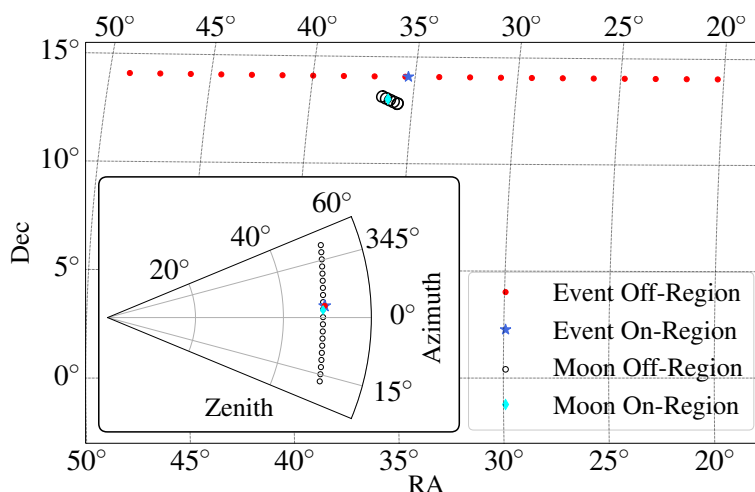 50° 45° 40° 35° 30° 25° 20°
15°
10°
5°
0°
Dec
60°
345°
40°
20°
0°
Azimuth
15°
Zenith
Event Off-Region
Event On-Region
Moon Off-Region
Moon On-Region
50° 45° 40° 35° 30° 25° 20°
RA